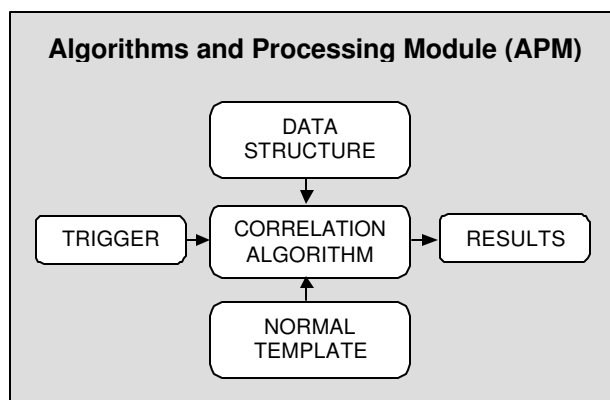 Algorithms and Processing Module (APM)
DATA
STRUCTURE
TRIGGER
CORRELATION
ALGORITHM
RESULTS
NORMAL
TEMPLATE